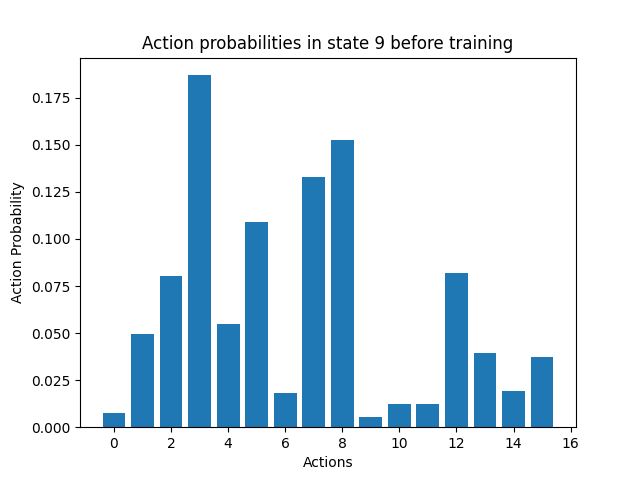 Action probabilities in state 9 before training
0.175
0.150
0.125
0.100
0.075
0.050
0.025
0.000
Action Probability
0 2 4 6 8 10 12 14 16
Actions